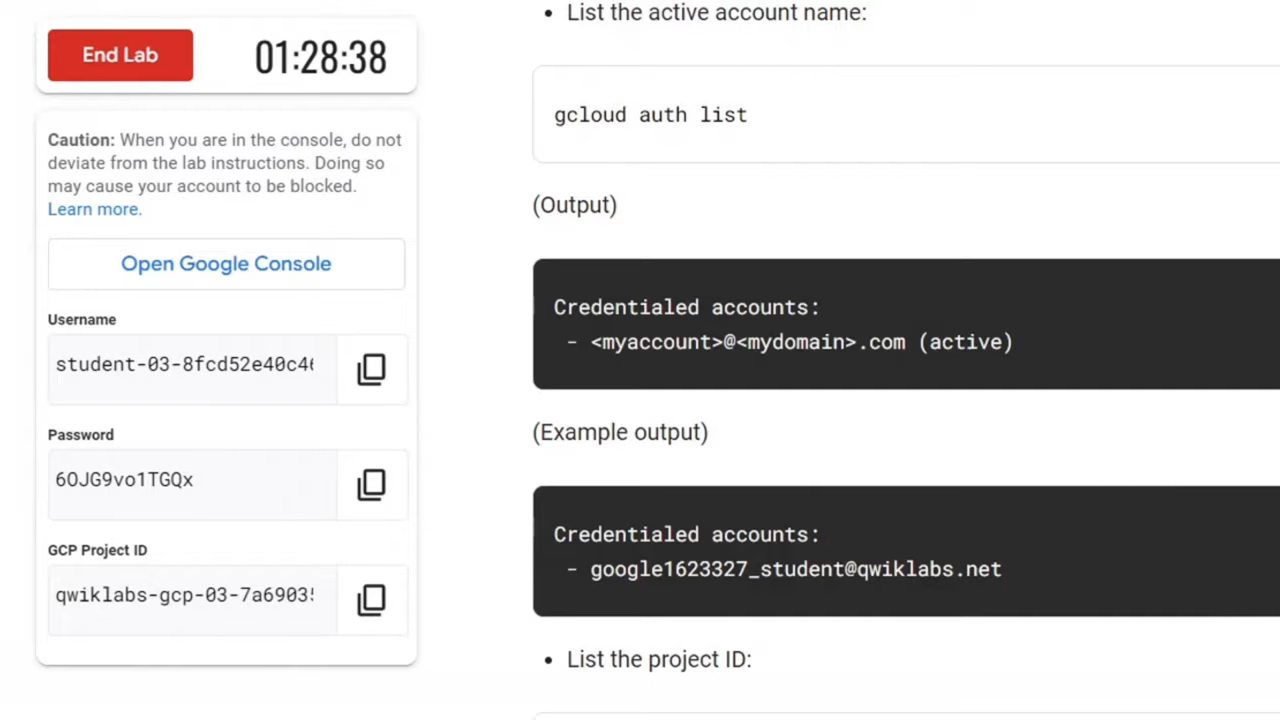 End Lab
01:28:38
Caution: When you are in the console, do not
deviate from the lab instructions. Doing so
may cause your account to be blocked.
Learn more.
Open Google Console
Username
student-03-8fcd52e40c4
Password
6OJG9vo1TGQx
GCP Project ID
qwiklabs-gcp-03-7a6903
• List the active account name:
gcloud auth list
(Output)
Credentialed accounts:
- <myaccount>@<mydomain>.com (active)
(Example output)
Credentialed accounts:
- google1623327_student@qwiklabs.net
• List the project ID: